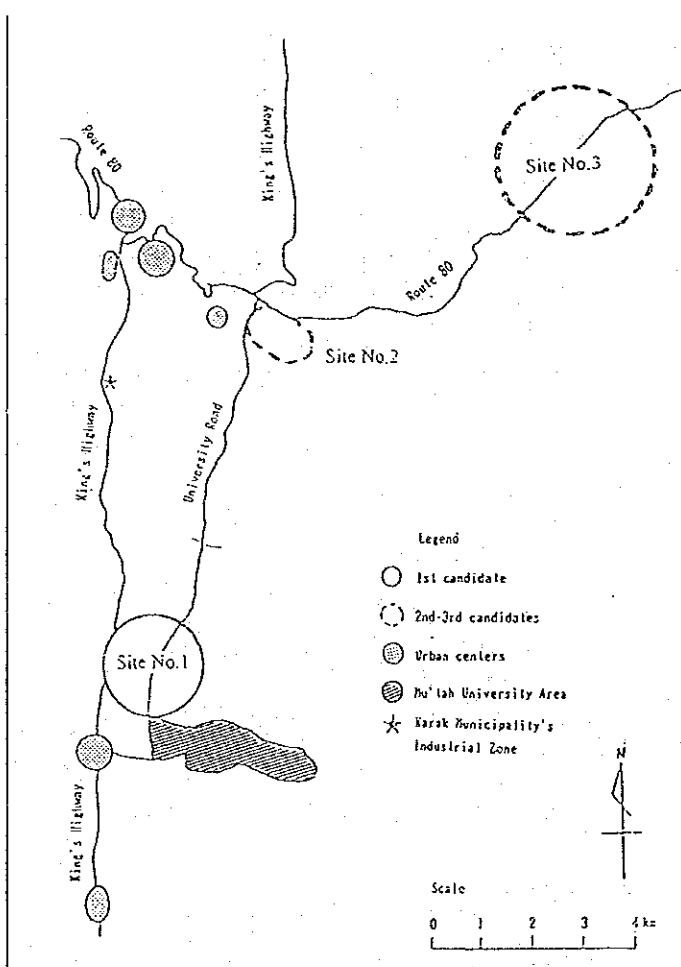 Route 80
King's Highway
Site No.3
Route 80
Site No.2
King's Highway
University Road
Legend
1st candidate
2nd-3rd candidates
Urban centers
Mu'tah University Area
Karak Municipality's
Industrial Zone
Site No.1
King's Highway
N
Scale
0 1 2 3 4 km